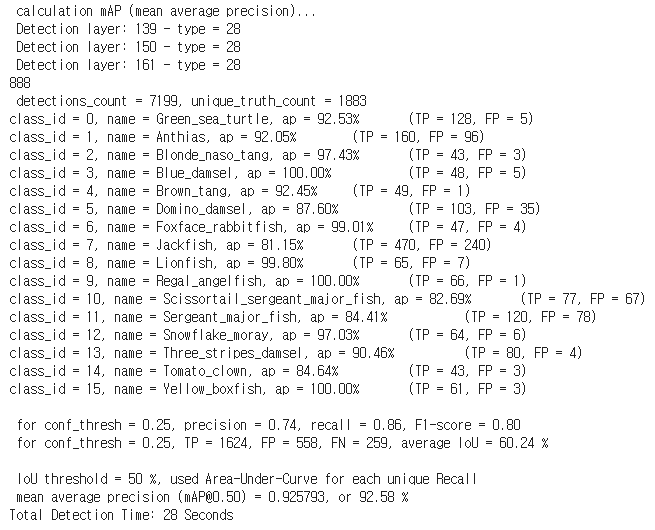 calculation mAP (mean average precision)...
Detection layer: 139 - type = 28
Detection layer: 150 - type = 28
Detection layer: 161 - type = 28
888
detections_count = 7199, unique_truth_count = 1883
class_id = 0, name = Green_sea_turtle, ap = 92.53% (TP = 128, FP = 5)
class_id = 1, name = Anthias, ap = 92.05% (TP = 160, FP = 96)
class_id = 2, name = Blonde_naso_tang, ap = 97.43% (TP = 43, FP = 3)
class_id = 3, name = Blue_damsel, ap = 100.00% (TP = 48, FP = 5)
class_id = 4, name = Brown_tang, ap = 92.45% (TP = 49, FP = 1)
class_id = 5, name = Domino_damsel, ap = 87.60% (TP = 103, FP = 35)
class_id = 6, name = Foxface_rabbitfish, ap = 99.01% (TP = 47, FP = 4)
class_id = 7, name = Jackfish, ap = 81.15% (TP = 470, FP = 240)
class_id = 8, name = Lionfish, ap = 99.80% (TP = 65, FP = 7)
class_id = 9, name = Regal_angelfish, ap = 100.00% (TP = 66, FP = 1)
class_id = 10, name = Scissortail_sergeant_major_fish, ap = 82.69% (TP = 77, FP = 67)
class_id = 11, name = Sergeant_major_fish, ap = 84.41% (TP = 120, FP = 78)
class_id = 12, name = Snowflake_moray, ap = 97.03% (TP = 64, FP = 6)
class_id = 13, name = Three_stripes_damsel, ap = 90.46% (TP = 80, FP = 4)
class_id = 14, name = Tomato_clown, ap = 84.64% (TP = 43, FP = 3)
class_id = 15, name = Yellow_boxfish, ap = 100.00% (TP = 61, FP = 3)
for conf_thresh = 0.25, precision = 0.74, recall = 0.86, F1-score = 0.80
for conf_thresh = 0.25, TP = 1624, FP = 558, FN = 259, average IoU = 60.24 %
IoU threshold = 50 %, used Area-Under-Curve for each unique Recall
mean average precision (mAP@0.50) = 0.925793, or 92.58 %
Total Detection Time: 28 Seconds